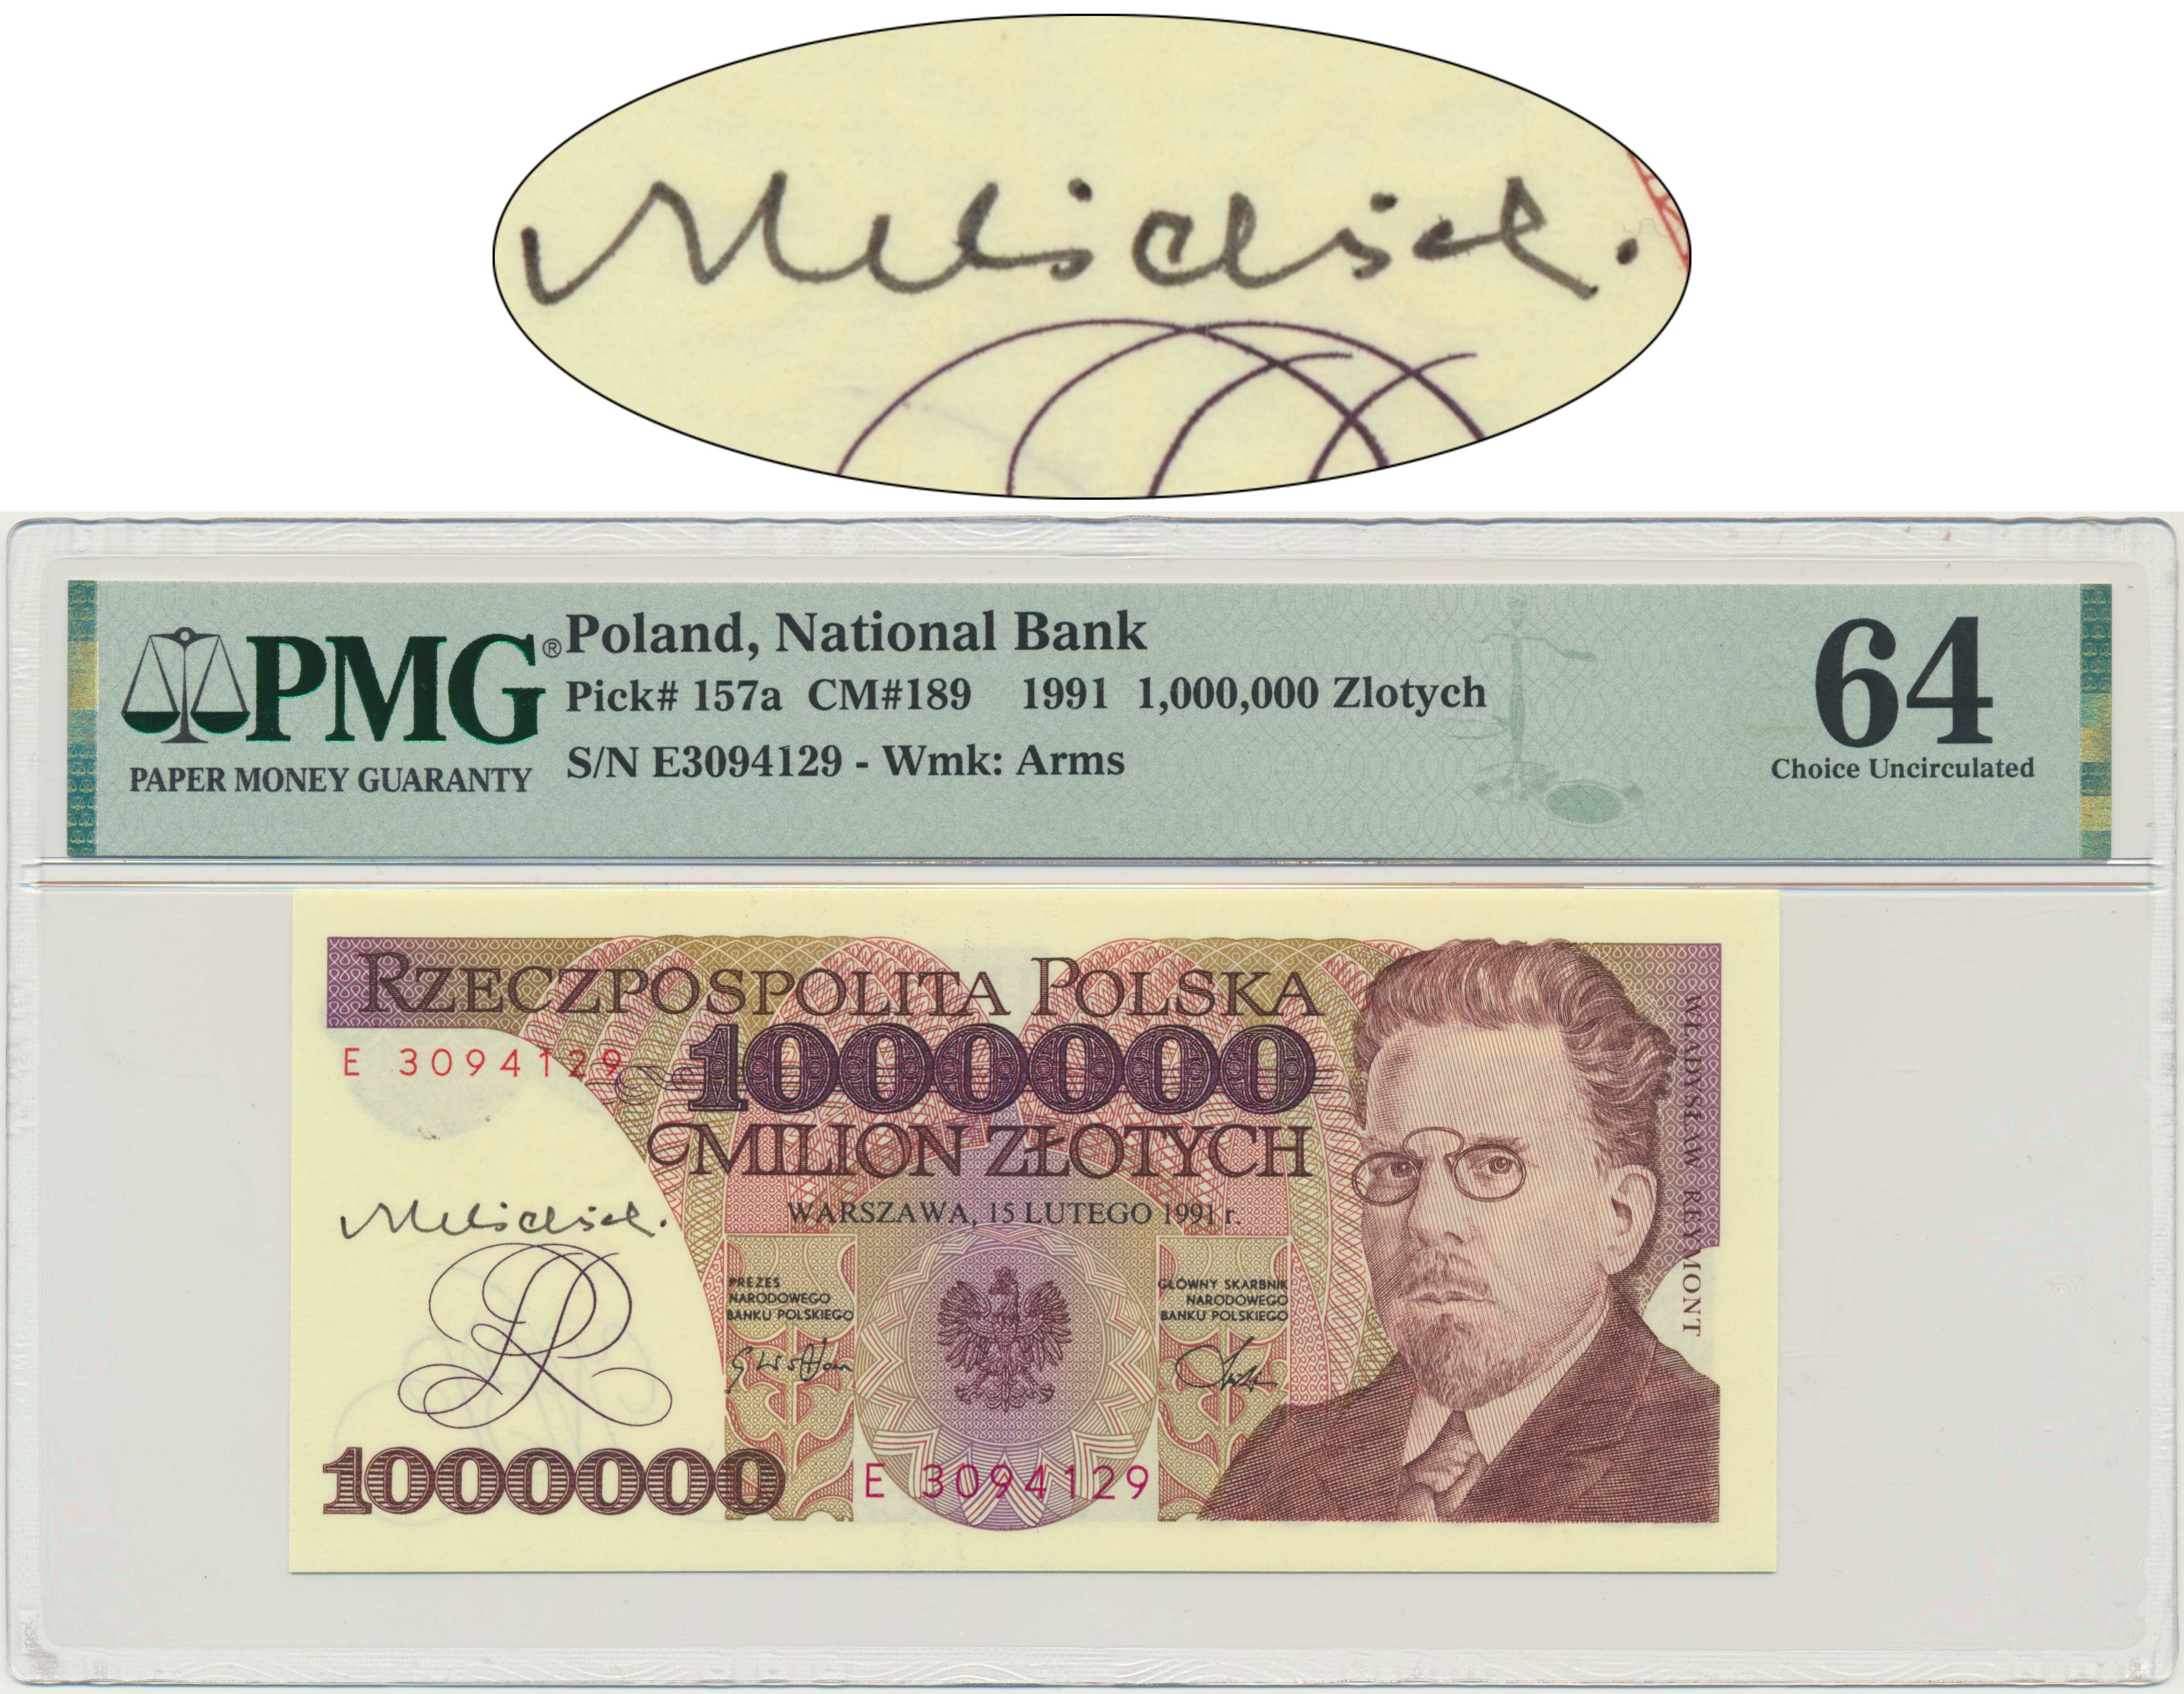 PMG®
PAPER MONEY GUARANTY
Poland, National Bank
Pick# 157a CM#189 1991 1,000,000 Zlotych
S/N E3094129 - Wmk: Arms
64
Choice Uncirculated
RZECZPOSPOLITA POLSKA
E 3094129
1000000
MILION ZŁOTYCH
WARSZAWA, 15 LUTEGO 1991 r.
PREZES
NARODOWEGO
BANKU POLSKIEGO
GŁÓWNY SKARBNIK
NARODOWEGO
BANKU POLSKIEGO
WŁADYSŁAW REYMONT
1000000
E 3094129